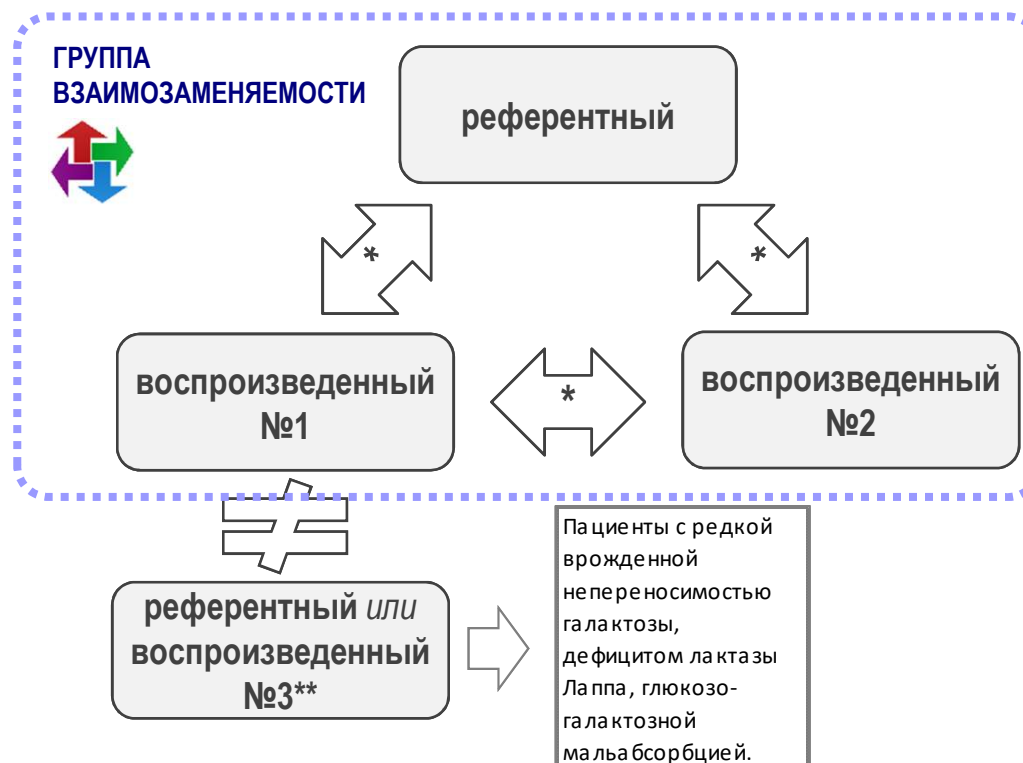 ГРУППА
ВЗАИМОЗАМЕНЯЕМОСТИ
референтный
*
*
воспроизведенный
№1
*
воспроизведенный
№2
референтный или
воспроизведенный
№3**
Пациенты с редкой
врожденной
непереносимостью
галактозы,
дефицитом лактазы
Лаппа, глюкозо-
галактозной
мальабсорбцией.